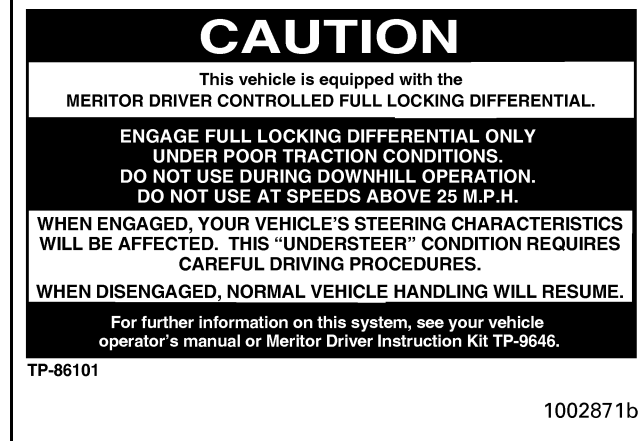 CAUTION
This vehicle is equipped with the
MERITOR DRIVER CONTROLLED FULL LOCKING DIFFERENTIAL.
ENGAGE FULL LOCKING DIFFERENTIAL ONLY
UNDER POOR TRACTION CONDITIONS.
DO NOT USE DURING DOWNHILL OPERATION.
DO NOT USE AT SPEEDS ABOVE 25 M.P.H.
WHEN ENGAGED, YOUR VEHICLE’S STEERING CHARACTERISTICS
WILL BE AFFECTED. THIS “UNDERSTEER” CONDITION REQUIRES
CAREFUL DRIVING PROCEDURES.
WHEN DISENGAGED, NORMAL VEHICLE HANDLING WILL RESUME.
For further information on this system, see your vehicle
operator’s manual or Meritor Driver Instruction Kit TP-9646.
TP-86101
1002871b